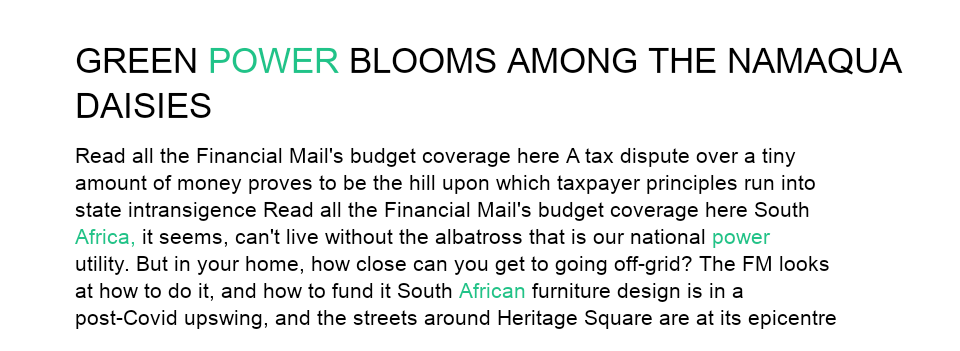 GREEN POWER BLOOMS AMONG THE NAMAQUA
DAISIES
Read all the Financial Mail's budget coverage here A tax dispute over a tiny
amount of money proves to be the hill upon which taxpayer principles run into
state intransigence Read all the Financial Mail's budget coverage here South
Africa, it seems, can't live without the albatross that is our national power
utility. But in your home, how close can you get to going off-grid? The FM looks
at how to do it, and how to fund it South African furniture design is in a
post-Covid upswing, and the streets around Heritage Square are at its epicentre